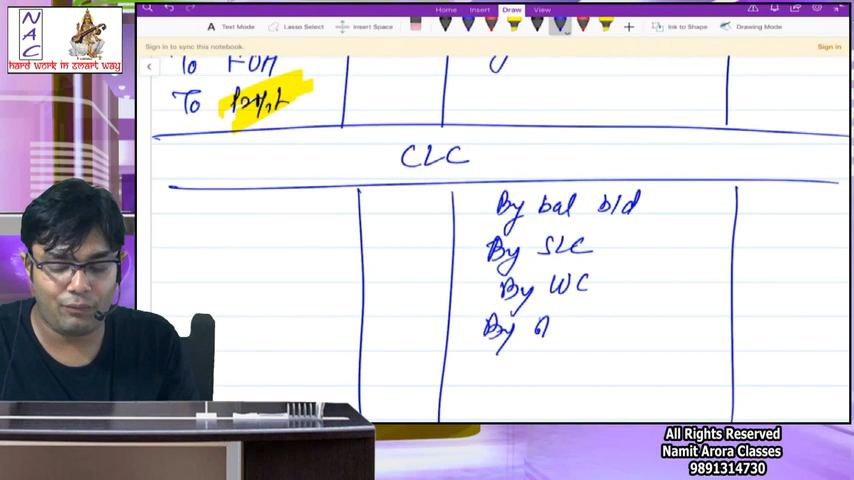 NAC
hard work in smart way
Home Insert Draw View
Text Mode Lasso Select Insert Space Ink to Shape Drawing Mode
Sign in to sync this notebook.
Sign in
To FOH
To
CLC
By bal b/d
By SLC
By WC
By
All Rights Reserved
Namit Arora Classes
9891314730